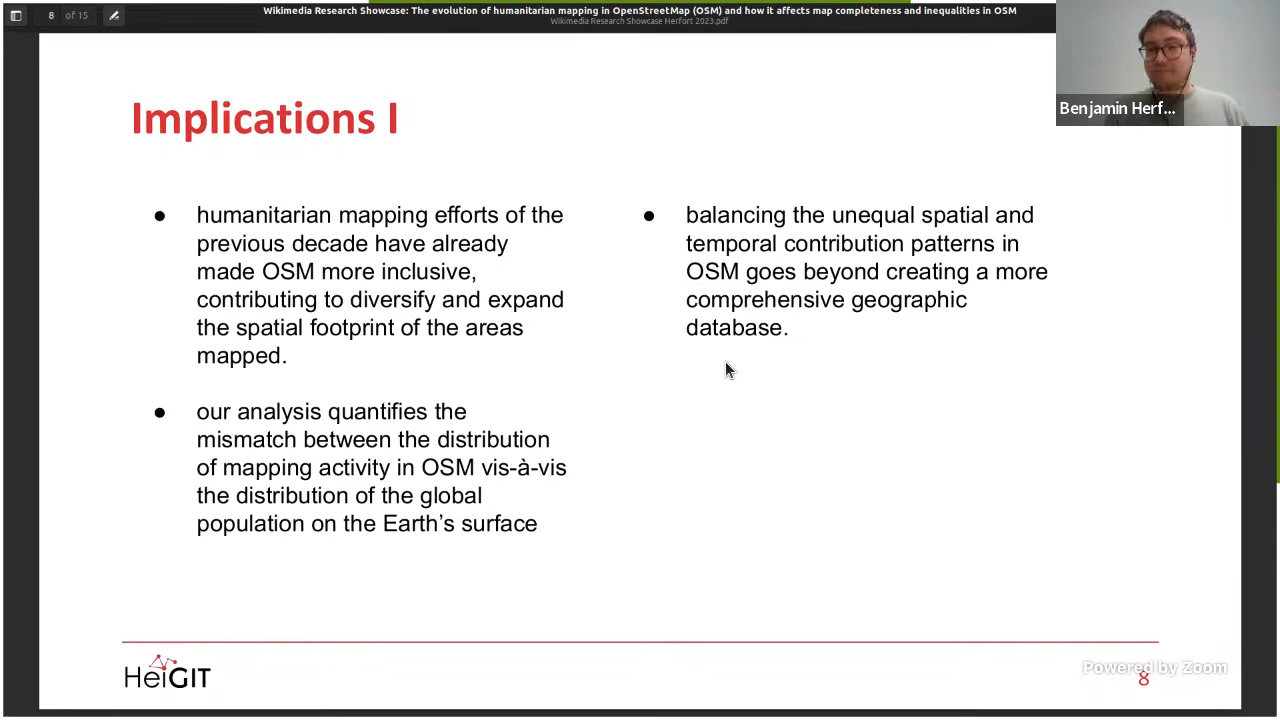 8 of 15
Wikimedia Research Showcase: The evolution of humanitarian mapping in OpenStreetMap (OSM) and how it affects map completeness and inequalities in OSM
Wikimedia Research Showcase Herfort 2023.pdf
Benjamin Herf...
Implications I
● humanitarian mapping efforts of the
previous decade have already
made OSM more inclusive,
contributing to diversify and expand
the spatial footprint of the areas
mapped.
● our analysis quantifies the
mismatch between the distribution
of mapping activity in OSM vis-à-vis
the distribution of the global
population on the Earth’s surface
● balancing the unequal spatial and
temporal contribution patterns in
OSM goes beyond creating a more
comprehensive geographic
database.
HeiGIT
Powered by Zoom
8